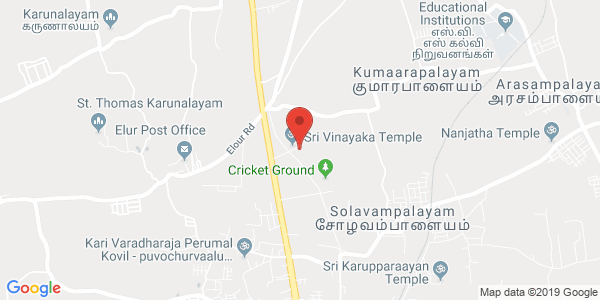 Karunalayam
கருணாலயம்
Educational
Institutions
எஸ்.வி.
எஸ் கல்வி
நிறுவனங்கள்
Kumaarapalayam
குமாரபாளையம்
Arasampalaya
அரசம்பாளைய
St. Thomas Karunalayam
Elur Post Office
Elour Rd
Sri Vinayaka Temple
Nanjatha Temple
Cricket Ground
Solavampalayam
சோழவம்பாளையம்
Kari Varadharaja Perumal
Kovil - puvochurvaalu...
Sri Karupparaayan
Temple
Google
Map data ©2019 Google